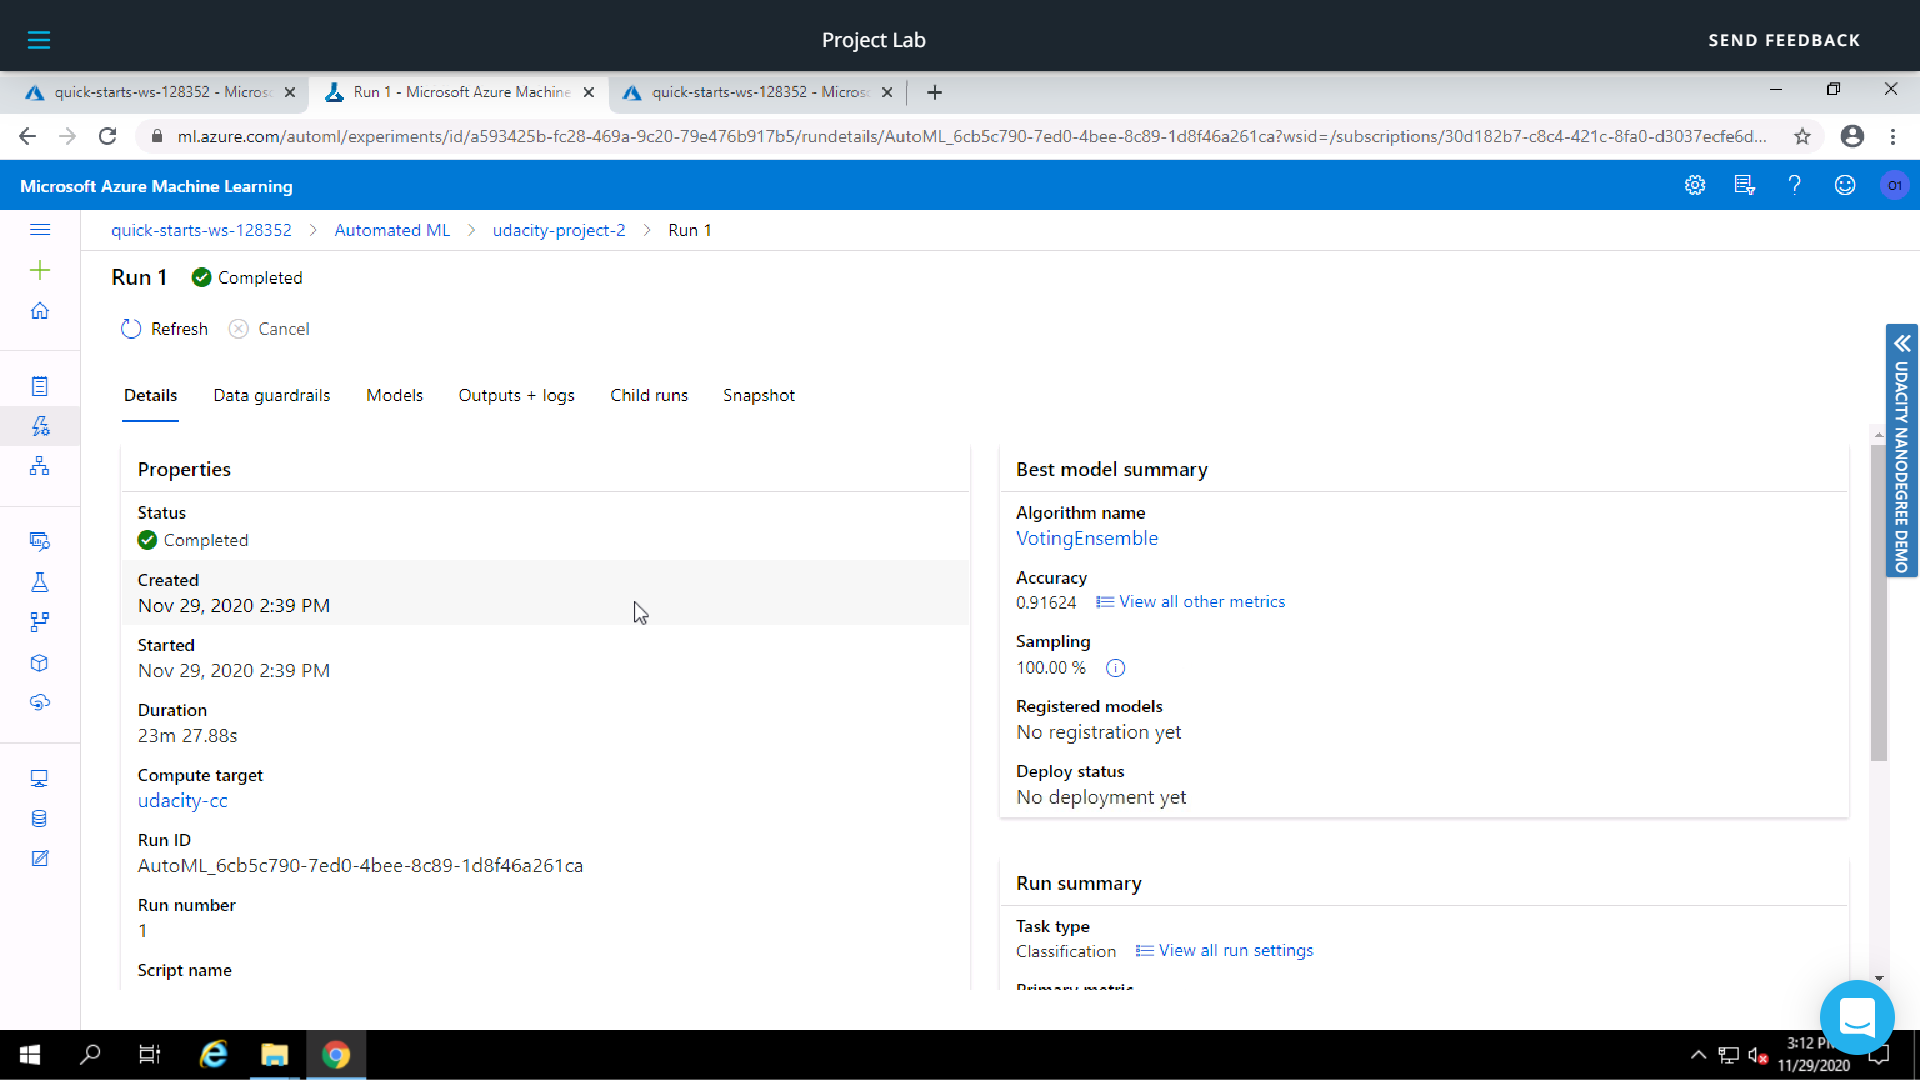 Project Lab
SEND FEEDBACK
quick-starts-ws-128352 - Micros
Run 1 - Microsoft Azure Machine
quick-starts-ws-128352 - Micros
ml.azure.com/automl/experiments/id/a593425b-fc28-469a-9c20-79e476b917b5/rundetails/AutoML_6cb5c790-7ed0-4bee-8c89-1d8f46a261ca?wsid=/subscriptions/30d182b7-c8c4-421c-8fa0-d3037ecfe6d...
Microsoft Azure Machine Learning
01
quick-starts-ws-128352 > Automated ML > udacity-project-2 > Run 1
Run 1 Completed
Refresh Cancel
Details Data guardrails Models Outputs + logs Child runs Snapshot
Properties
Status
Completed
Created
Nov 29, 2020 2:39 PM
Started
Nov 29, 2020 2:39 PM
Duration
23m 27.88s
Compute target
udacity-cc
Run ID
AutoML_6cb5c790-7ed0-4bee-8c89-1d8f46a261ca
Run number
1
Script name
Best model summary
Algorithm name
VotingEnsemble
Accuracy
0.91624 View all other metrics
Sampling
100.00 %
Registered models
No registration yet
Deploy status
No deployment yet
Run summary
Task type
Classification View all run settings
Primary metric
UDACITY NANODEGREE DEMO
3:12 PM
11/29/2020